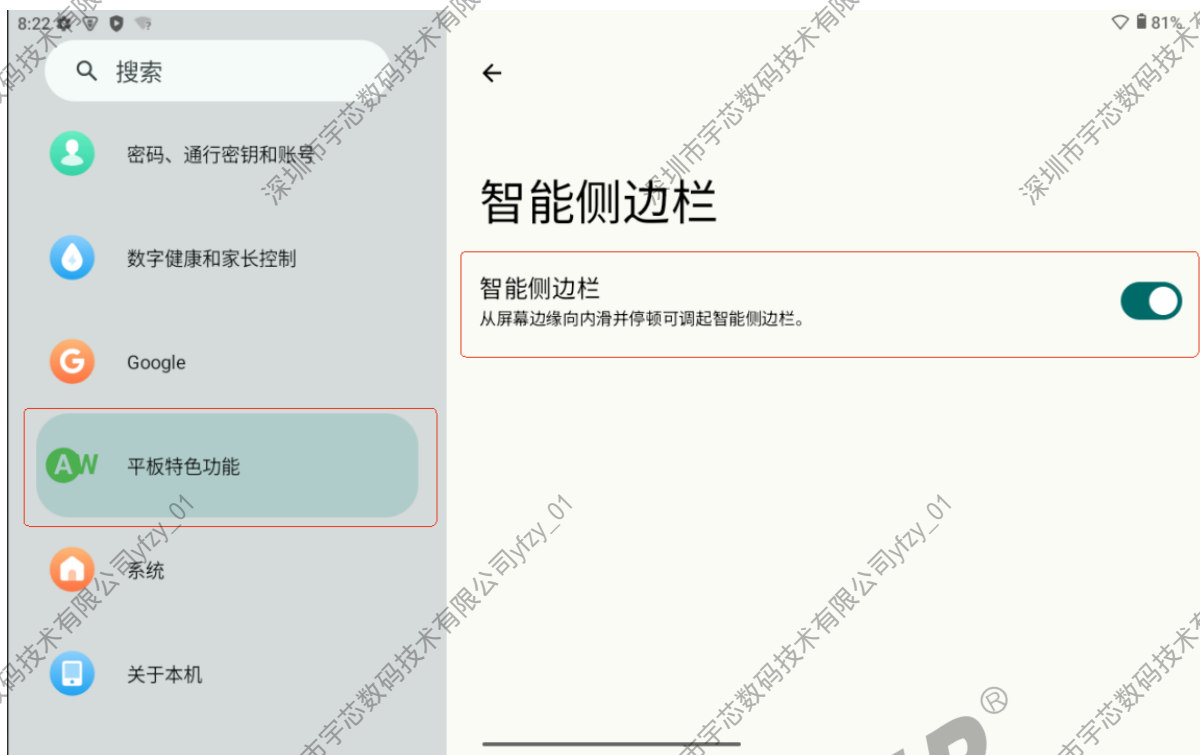 8:22
81%
搜索
密码、通行密钥和账号
数字健康和家长控制
Google
AW
平板特色功能
系统
关于本机
智能侧边栏
智能侧边栏
从屏幕边缘向内滑并停顿可调起智能侧边栏。
深圳市宇芯数码技术有限公司yfzy_01
®